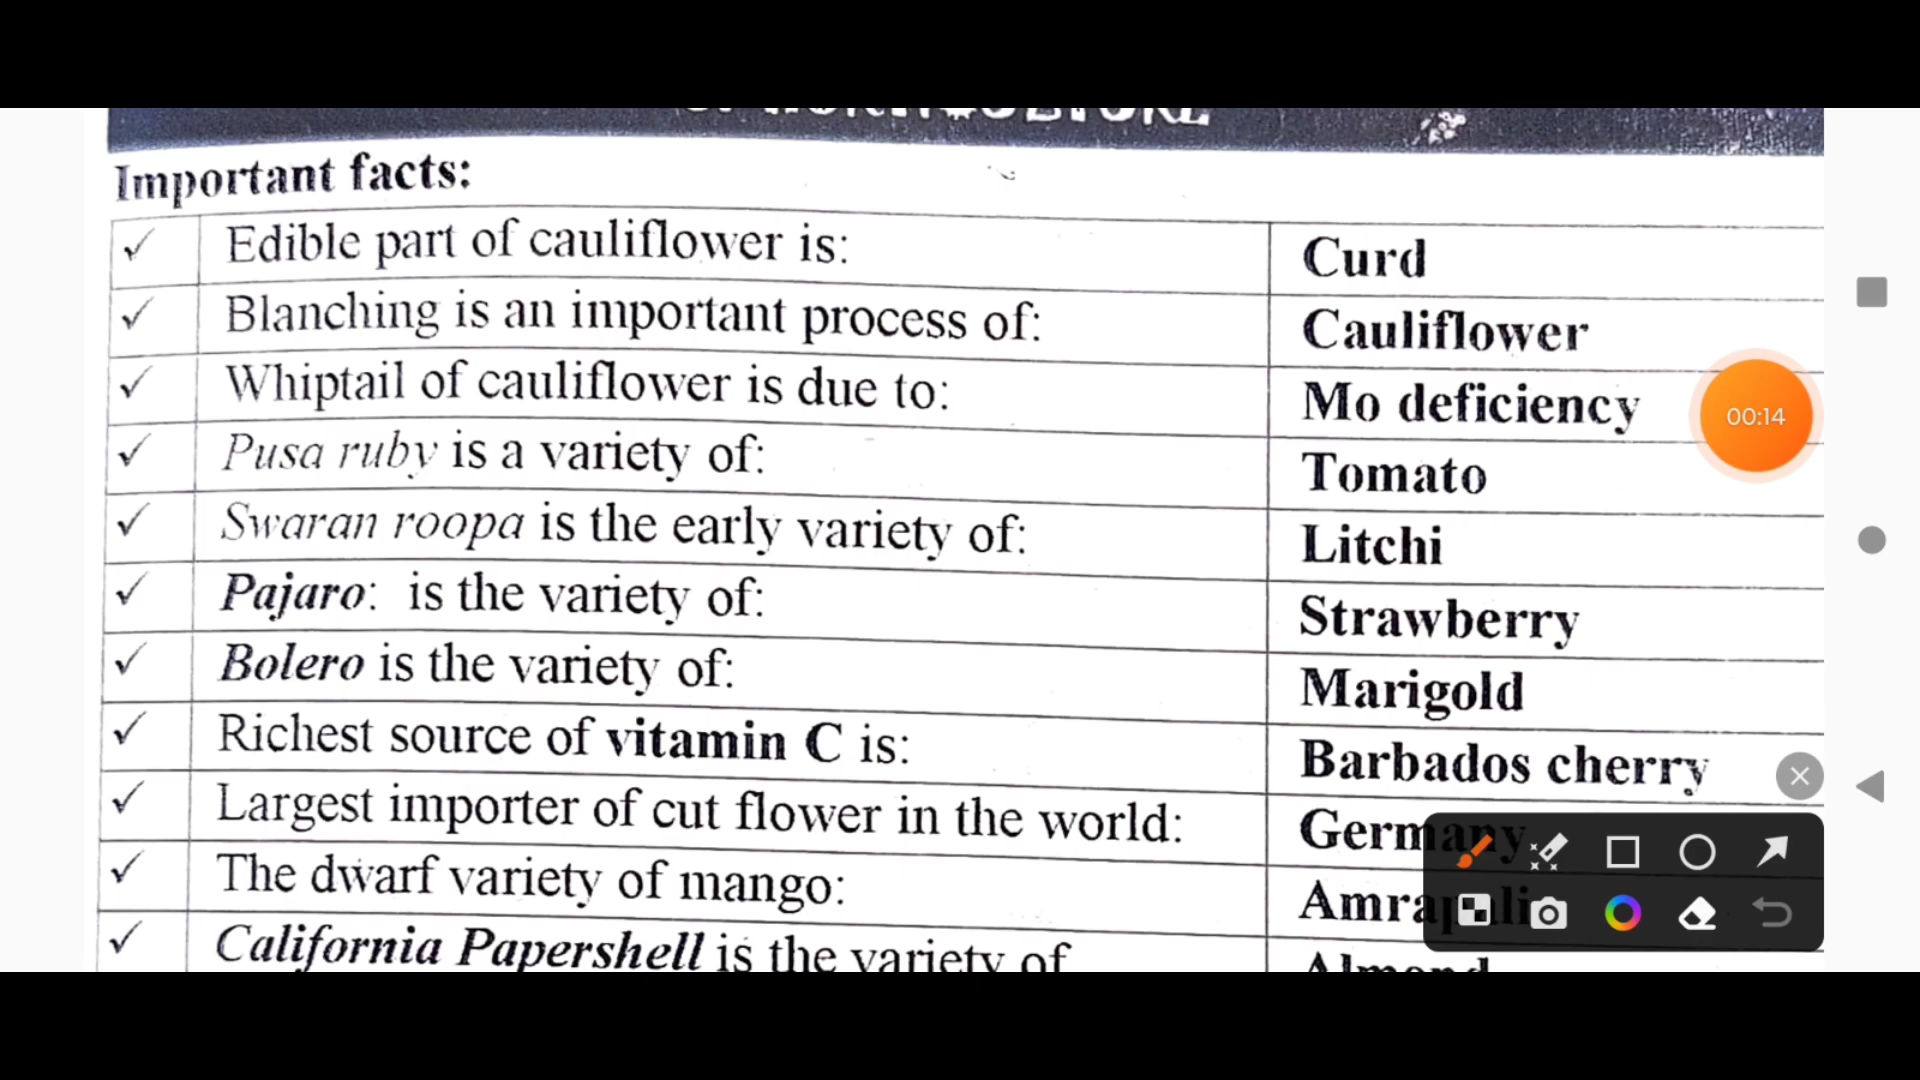 Important facts:
✓ Edible part of cauliflower is: Curd
✓ Blanching is an important process of: Cauliflower
✓ Whiptail of cauliflower is due to: Mo deficiency
00:14
✓ Pusa ruby is a variety of: Tomato
✓ Swaran roopa is the early variety of: Litchi
✓ Pajaro: is the variety of: Strawberry
✓ Bolero is the variety of: Marigold
✓ Richest source of vitamin C is: Barbados cherry
✓ Largest importer of cut flower in the world: Germany
✓ The dwarf variety of mango: Amrapali
✓ California Papershell is the variety of Almond